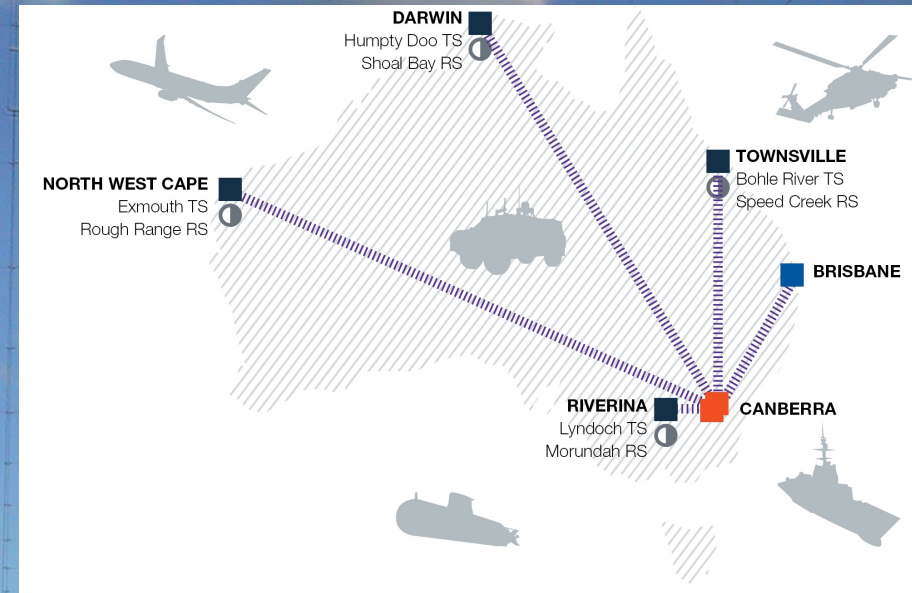 DARWIN
Humpty Doo TS
Shoal Bay RS
NORTH WEST CAPE
Exmouth TS
Rough Range RS
TOWNSVILLE
Bohle River TS
Speed Creek RS
BRISBANE
RIVERINA
Lyndoch TS
Morundah RS
CANBERRA